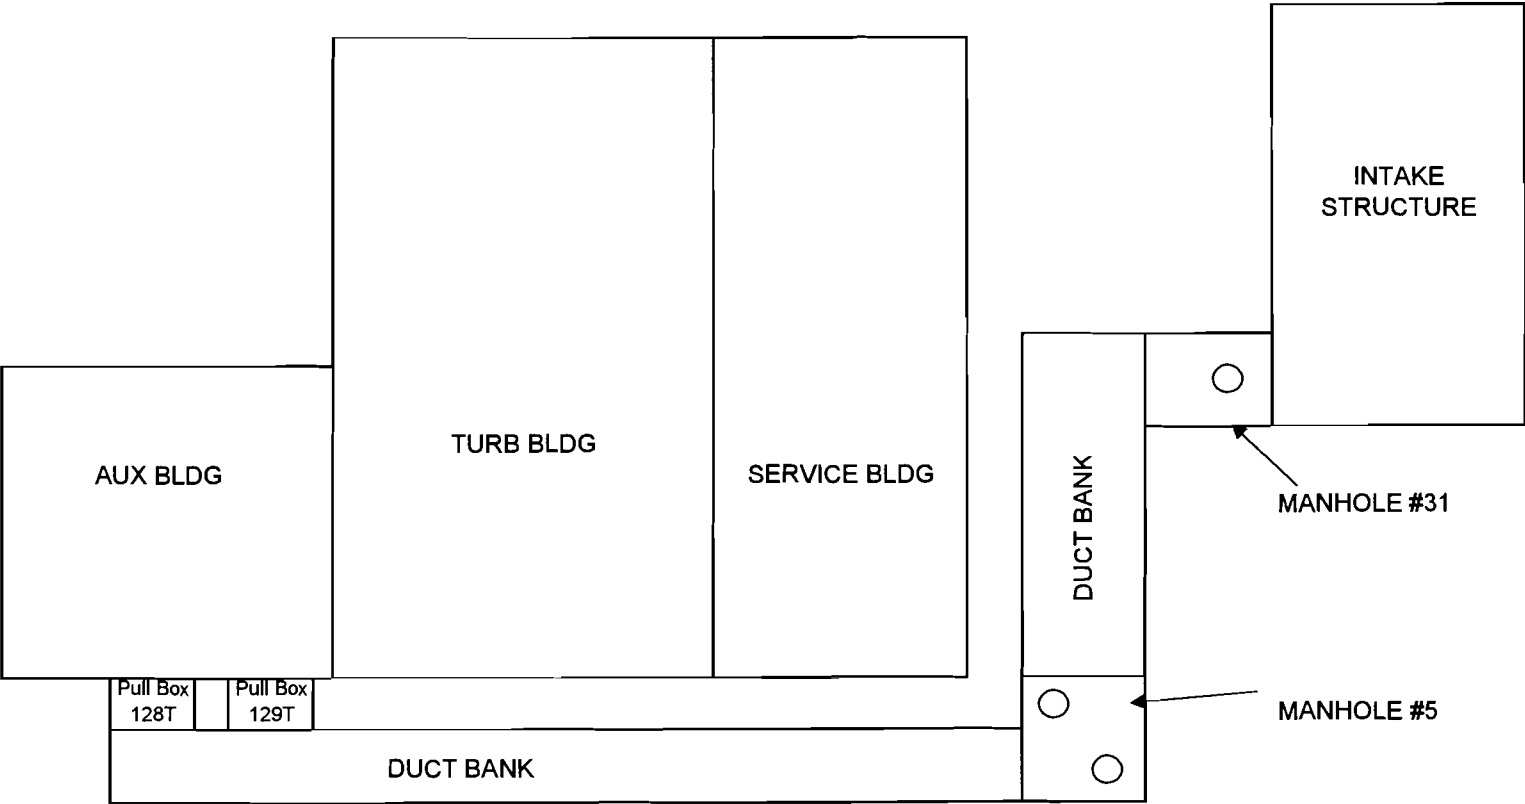 INTAKE
STRUCTURE
TURB BLDG
AUX BLDG
SERVICE BLDG
DUCT BANK
MANHOLE #31
Pull Box
128T
Pull Box
129T
MANHOLE #5
DUCT BANK